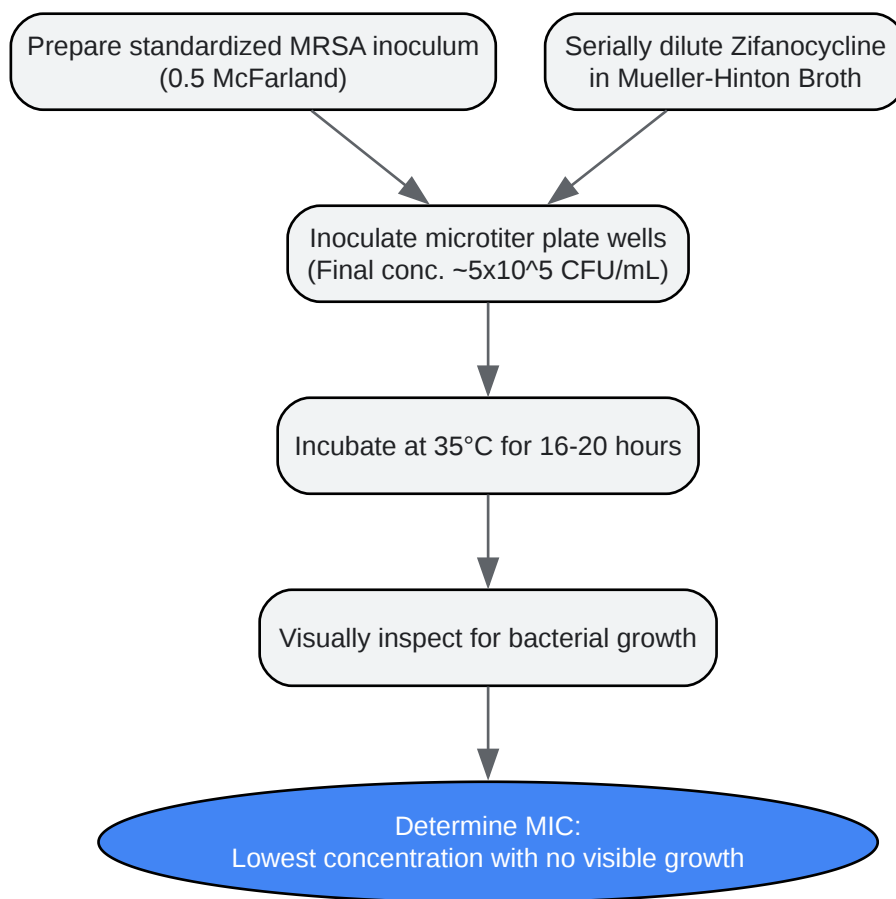 Prepare standardized MRSA inoculum
(0.5 McFarland)
Serially dilute Zifanocycline
in Mueller-Hinton Broth
Inoculate microtiter plate wells
(Final conc. ~5x10^5 CFU/mL)
Incubate at 35°C for 16-20 hours
Visually inspect for bacterial growth
Determine MIC:
Lowest concentration with no visible growth